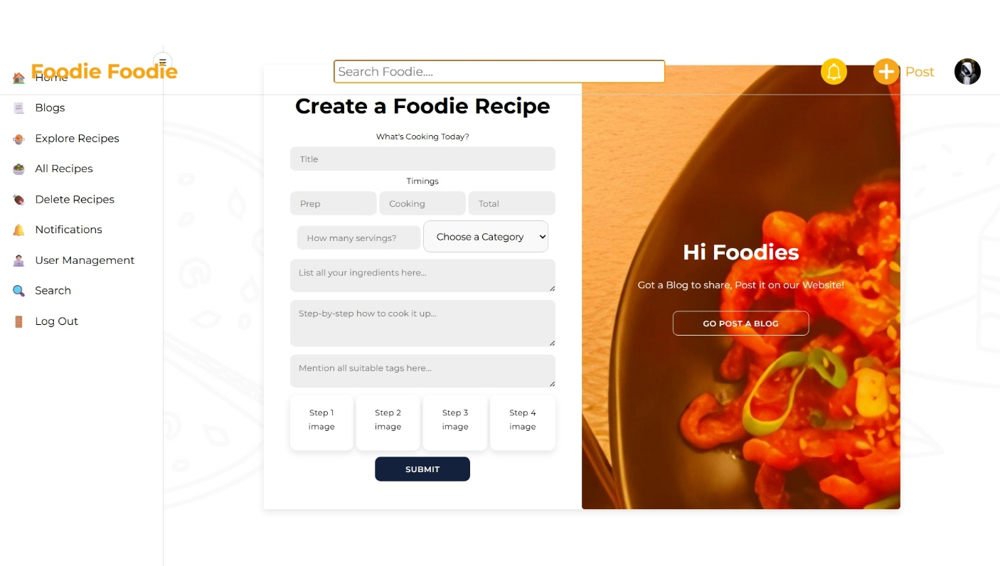 Foodie Foodie
Search Foodie....
Post
Home
Blogs
Explore Recipes
All Recipes
Delete Recipes
Notifications
User Management
Search
Log Out
Create a Foodie Recipe
What's Cooking Today?
Title
Timings
Prep Cooking Total
How many servings? Choose a Category
List all your ingredients here...
Step-by-step how to cook it up...
Mention all suitable tags here...
Step 1 Step 2 Step 3 Step 4
image image image image
SUBMIT
Hi Foodies
Got a Blog to share, Post it on our Website!
GO POST A BLOG